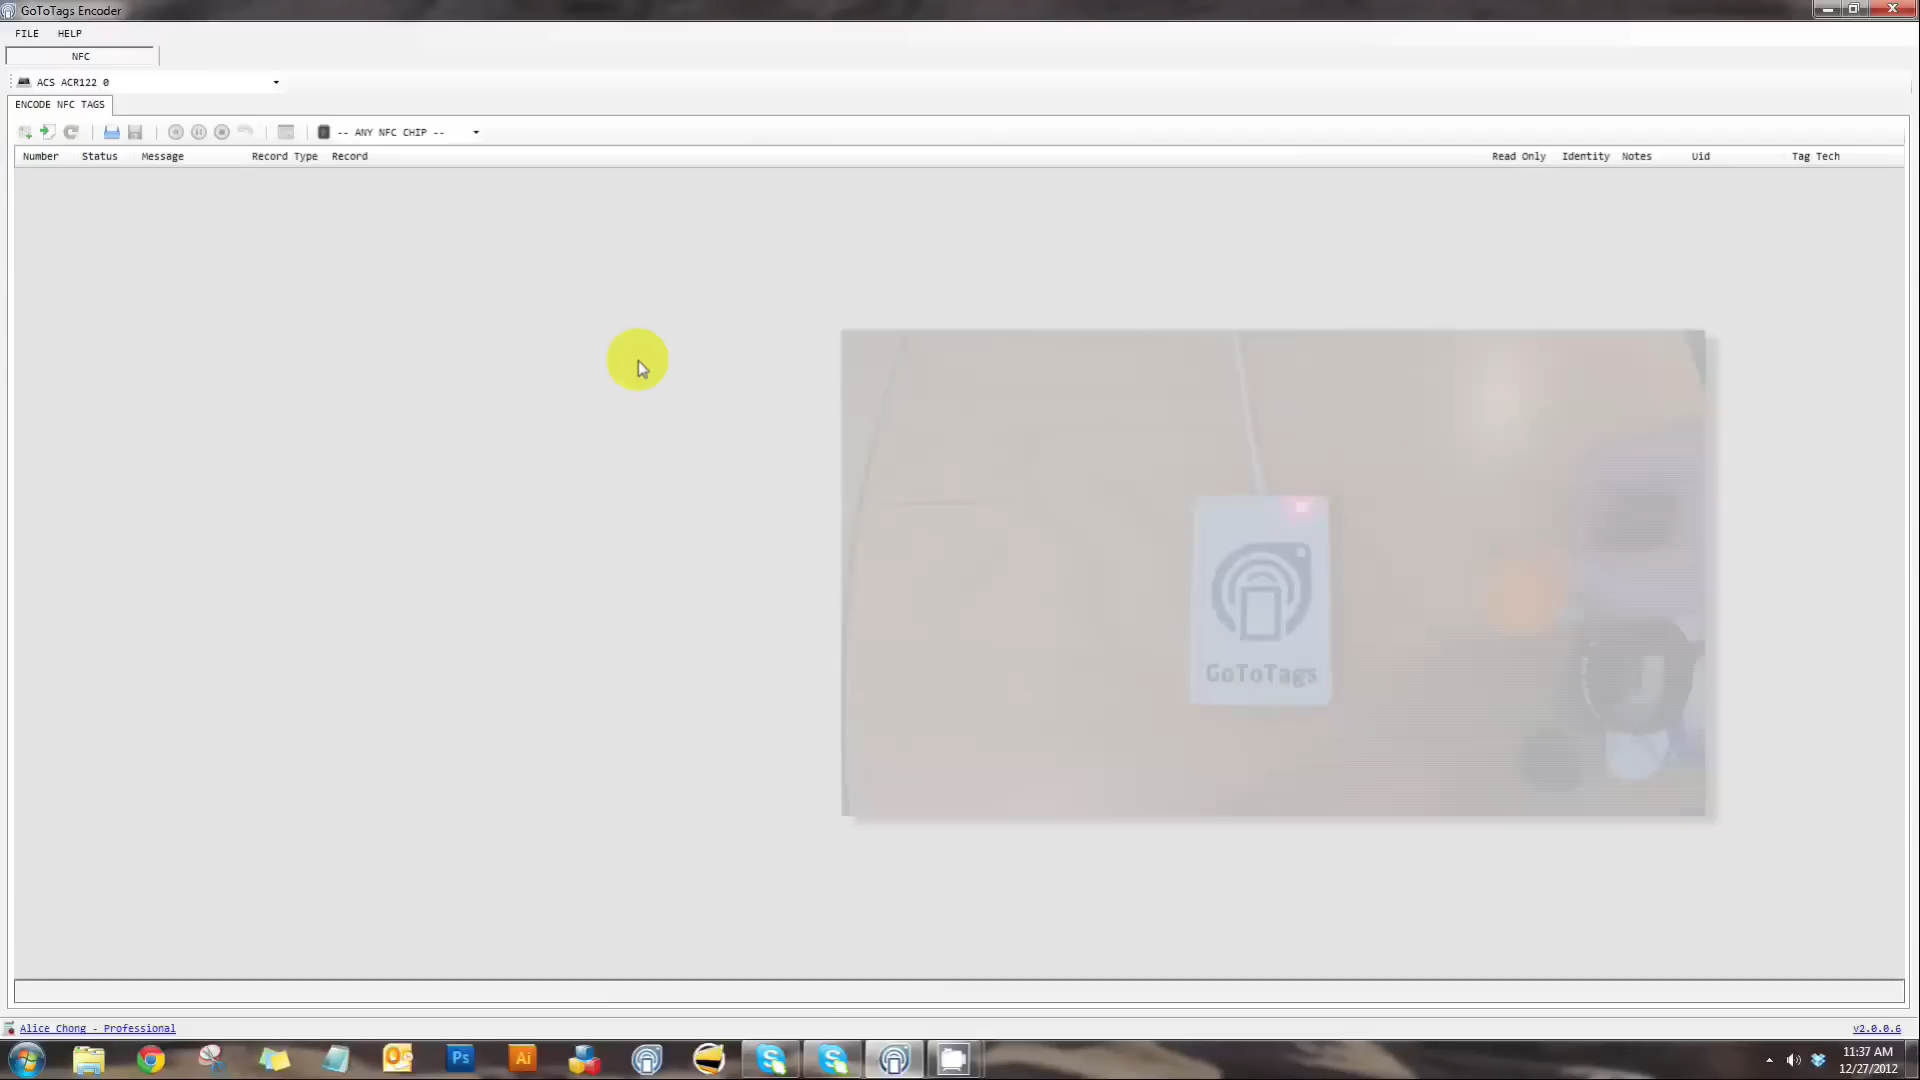 GoToTags Encoder
FILE HELP
NFC
ACS ACR122 0
ENCODE NFC TAGS
-- ANY NFC CHIP --
Number Status Message Record Type Record Read Only Identity Notes Uid Tag Tech
GoToTags
Alice Chong - Professional
v2.0.0.6
Ps
Ai
11:37 AM
12/27/2012